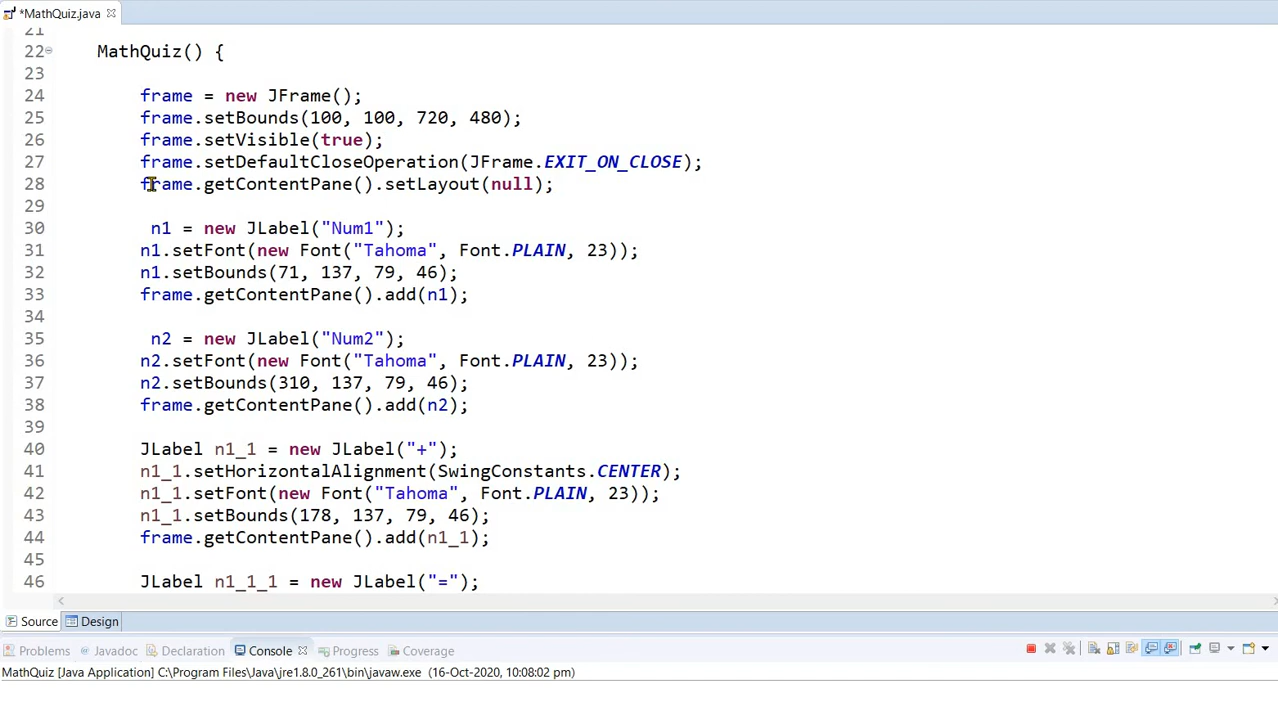 *MathQuiz.java
21
22 MathQuiz() {
23
24 frame = new JFrame();
25 frame.setBounds(100, 100, 720, 480);
26 frame.setVisible(true);
27 frame.setDefaultCloseOperation(JFrame.EXIT_ON_CLOSE);
28 frame.getContentPane().setLayout(null);
29
30 n1 = new JLabel("Num1");
31 n1.setFont(new Font("Tahoma", Font.PLAIN, 23));
32 n1.setBounds(71, 137, 79, 46);
33 frame.getContentPane().add(n1);
34
35 n2 = new JLabel("Num2");
36 n2.setFont(new Font("Tahoma", Font.PLAIN, 23));
37 n2.setBounds(310, 137, 79, 46);
38 frame.getContentPane().add(n2);
39
40 JLabel n1_1 = new JLabel("+");
41 n1_1.setHorizontalAlignment(SwingConstants.CENTER);
42 n1_1.setFont(new Font("Tahoma", Font.PLAIN, 23));
43 n1_1.setBounds(178, 137, 79, 46);
44 frame.getContentPane().add(n1_1);
45
46 JLabel n1_1_1 = new JLabel("=");
Source Design
Problems @ Javadoc Declaration Console Progress Coverage
MathQuiz [Java Application] C:\Program Files\Java\jre1.8.0_261\bin\javaw.exe (16-Oct-2020, 10:08:02 pm)